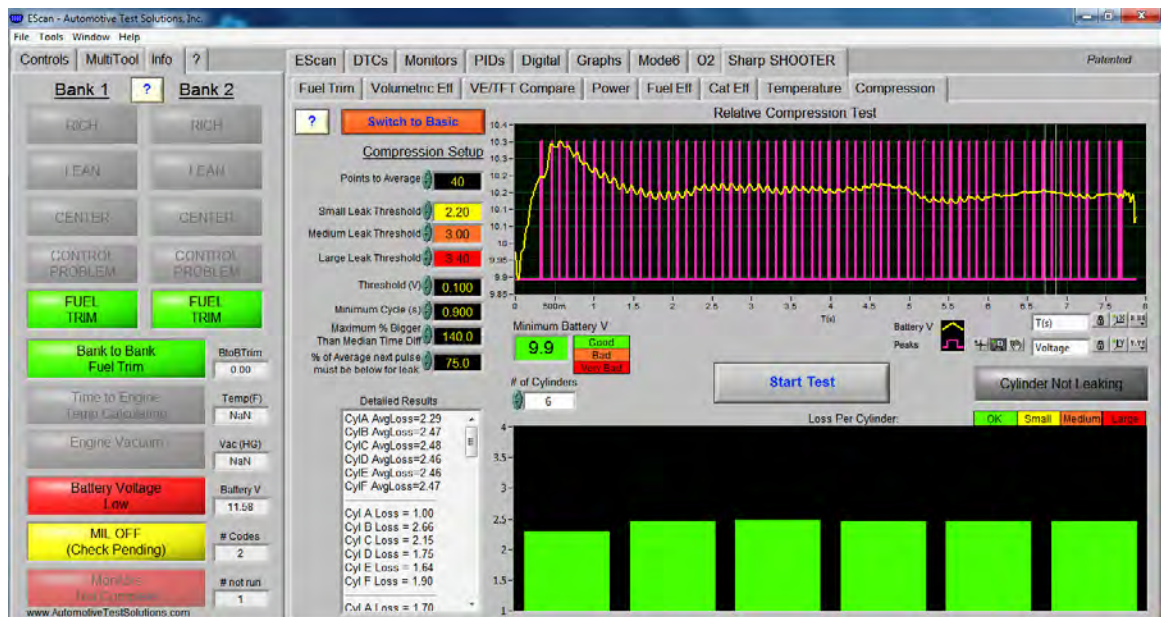 EScan - Automotive Test Solutions, Inc.
File Tools Window Help
Controls MultiTool Info ?
EScan DTCs Monitors PIDs Digital Graphs Mode6 O2 Sharp SHOOTER
Patented
Fuel Trim Volumetric Eff VE/TFT Compare Power Fuel Eff Cat Eff Temperature Compression
Bank 1 ? Bank 2
RICH RICH
LEAN LEAN
CENTER CENTER
CONTROL PROBLEM CONTROL PROBLEM
FUEL TRIM FUEL TRIM
Bank to Bank
Fuel Trim
BtoBTrim
0.00
Time to Engine
Temp Calculation
Temp(F)
NaN
Engine Vacuum
Vac (HG)
NaN
Battery Voltage
Low
Battery V
11.58
MIL OFF
(Check Pending)
# Codes
2
Monitors
Not Complete
# not run
1
www.AutomotiveTestSolutions.com
? Switch to Basic
Compression Setup
Points to Average 40
Small Leak Threshold 2.20
Medium Leak Threshold 3.00
Large Leak Threshold 3.40
Threshold (V) 0.100
Minimum Cycle (s) 0.900
Maximum % Bigger
Than Median Time Diff 140.0
% of Average next pulse
must be below for leak 75.0
Relative Compression Test
10.4
10.3
10.2
10.1
10
9.95
9.9
9.85
0 500m 1 1.5 2 2.5 3 3.5 4 4.5 5 5.5 6 6.5 7 7.5 8
T(s)
Minimum Battery V
9.9
Good
Bad
Very Bad
Battery V
Peaks
T(s)
Voltage
# of Cylinders
6
Start Test
Cylinder Not Leaking
Detailed Results
CylA AvgLoss=2.29
CylB AvgLoss=2.47
CylC AvgLoss=2.48
CylD AvgLoss=2.46
CylE AvgLoss=2.46
CylF AvgLoss=2.47
Cyl A Loss = 1.00
Cyl B Loss = 2.66
Cyl C Loss = 2.15
Cyl D Loss = 1.75
Cyl E Loss = 1.64
Cyl F Loss = 1.90
Cyl A Loss = 1.70
Loss Per Cylinder:
OK Small Medium Large
4
3.5
3
2.5
2
1.5
1